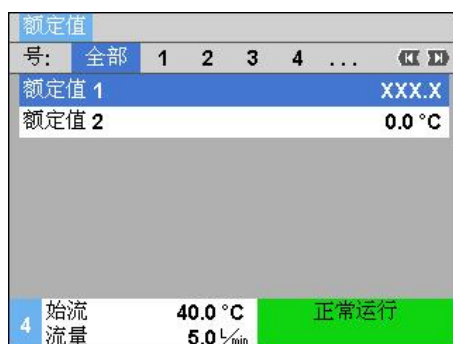 额定值
号: 全部 1 2 3 4 ...
额定值 1 XXX.X
额定值 2 0.0 °C
4 始流 40.0 °C 正常运行
流量 5.0 L/min